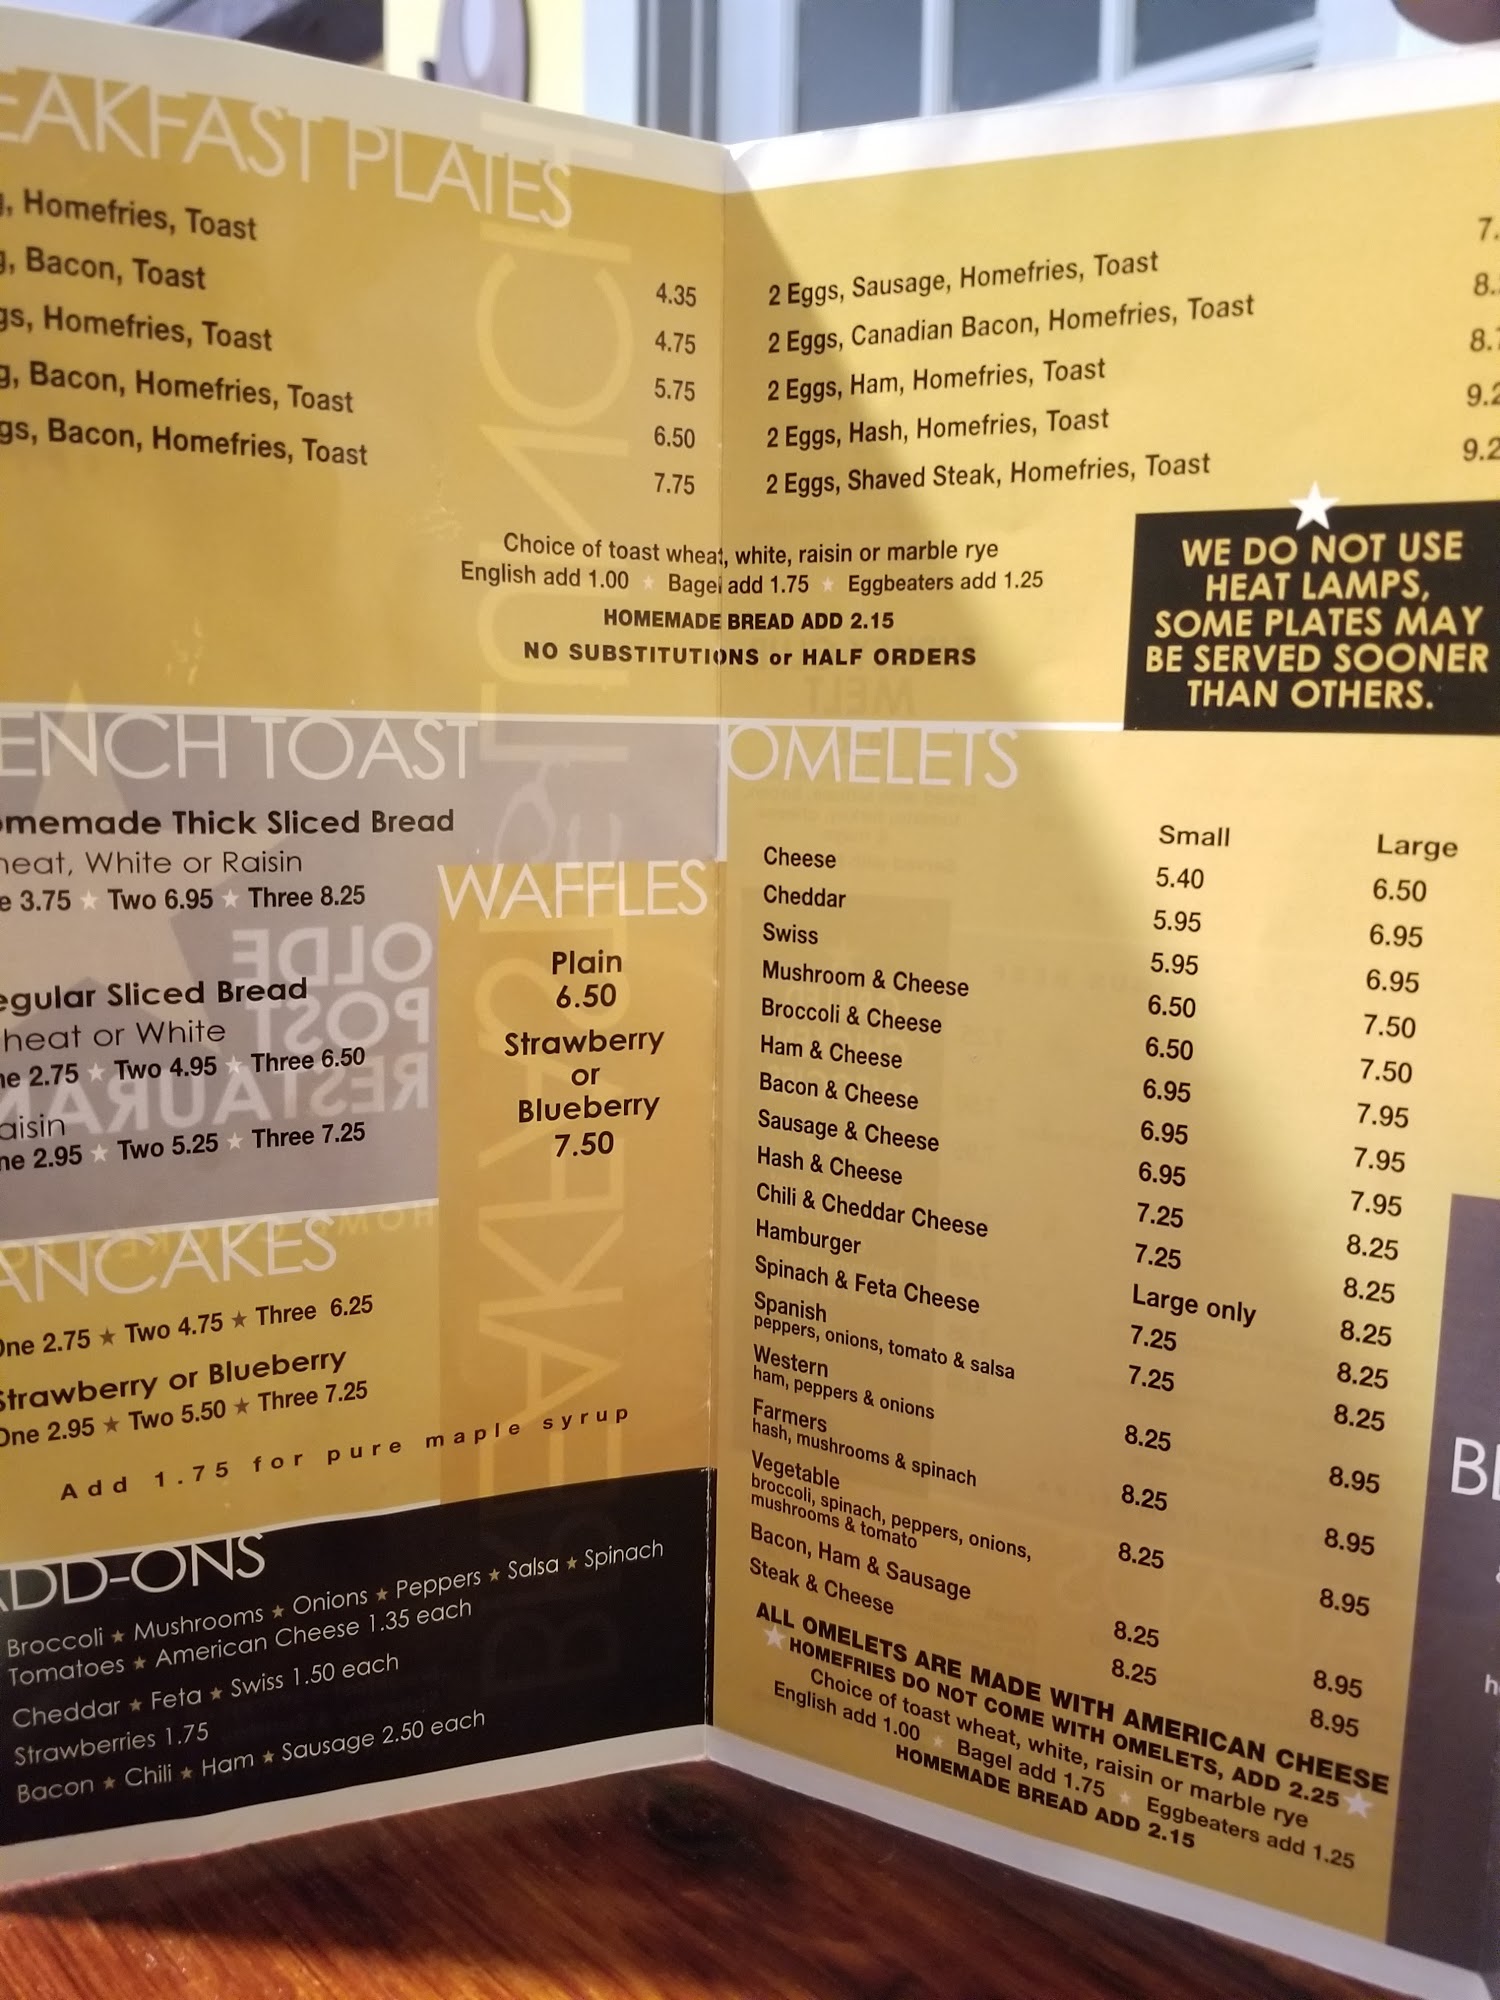 EAKFAST PLATES
, Homefries, Toast
, Bacon, Toast 4.35
gs, Homefries, Toast 4.75
, Bacon, Homefries, Toast 5.75
gs, Bacon, Homefries, Toast 6.50
7.75
2 Eggs, Sausage, Homefries, Toast 7.
2 Eggs, Canadian Bacon, Homefries, Toast 8.
2 Eggs, Ham, Homefries, Toast 8.
2 Eggs, Hash, Homefries, Toast 9.2
2 Eggs, Shaved Steak, Homefries, Toast 9.2
Choice of toast wheat, white, raisin or marble rye
English add 1.00 ★ Bagel add 1.75 ★ Eggbeaters add 1.25
HOMEMADE BREAD ADD 2.15
NO SUBSTITUTIONS or HALF ORDERS
WE DO NOT USE
HEAT LAMPS,
SOME PLATES MAY
BE SERVED SOONER
THAN OTHERS.
ENCH TOAST
omemade Thick Sliced Bread
heat, White or Raisin
e 3.75 ★ Two 6.95 ★ Three 8.25
egular Sliced Bread
heat or White
ne 2.75 ★ Two 4.95 ★ Three 6.50
aisin
ne 2.95 ★ Two 5.25 ★ Three 7.25
OLDE
POST
RESTAURAN
WAFFLES
Plain
6.50
Strawberry
or
Blueberry
7.50
ANCAKES
One 2.75 ★ Two 4.75 ★ Three 6.25
Strawberry or Blueberry
One 2.95 ★ Two 5.50 ★ Three 7.25
Add 1.75 for pure maple syrup
ADD-ONS
Broccoli ★ Mushrooms ★ Onions ★ Peppers ★ Salsa ★ Spinach
Tomatoes ★ American Cheese 1.35 each
Cheddar ★ Feta ★ Swiss 1.50 each
Strawberries 1.75
Bacon ★ Chili ★ Ham ★ Sausage 2.50 each
BREAKFAST & LUNCH
OMELETS
Small Large
Cheese 5.40 6.50
Cheddar 5.95 6.95
Swiss 5.95 6.95
Mushroom & Cheese 6.50 7.50
Broccoli & Cheese 6.50 7.50
Ham & Cheese 6.95 7.95
Bacon & Cheese 6.95 7.95
Sausage & Cheese 6.95 7.95
Hash & Cheese 7.25 8.25
Chili & Cheddar Cheese 7.25 8.25
Hamburger Large only 8.25
Spinach & Feta Cheese 7.25 8.25
Spanish 7.25 8.25
peppers, onions, tomato & salsa
Western 8.25 8.95
ham, peppers & onions
Farmers 8.25 8.95
hash, mushrooms & spinach
Vegetable 8.25 8.95
broccoli, spinach, peppers, onions,
mushrooms & tomato
Bacon, Ham & Sausage 8.25 8.95
Steak & Cheese 8.25 8.95
ALL OMELETS ARE MADE WITH AMERICAN CHEESE
★ HOMEFRIES DO NOT COME WITH OMELETS, ADD 2.25 ★
Choice of toast wheat, white, raisin or marble rye
English add 1.00 ★ Bagel add 1.75 ★ Eggbeaters add 1.25
HOMEMADE BREAD ADD 2.15